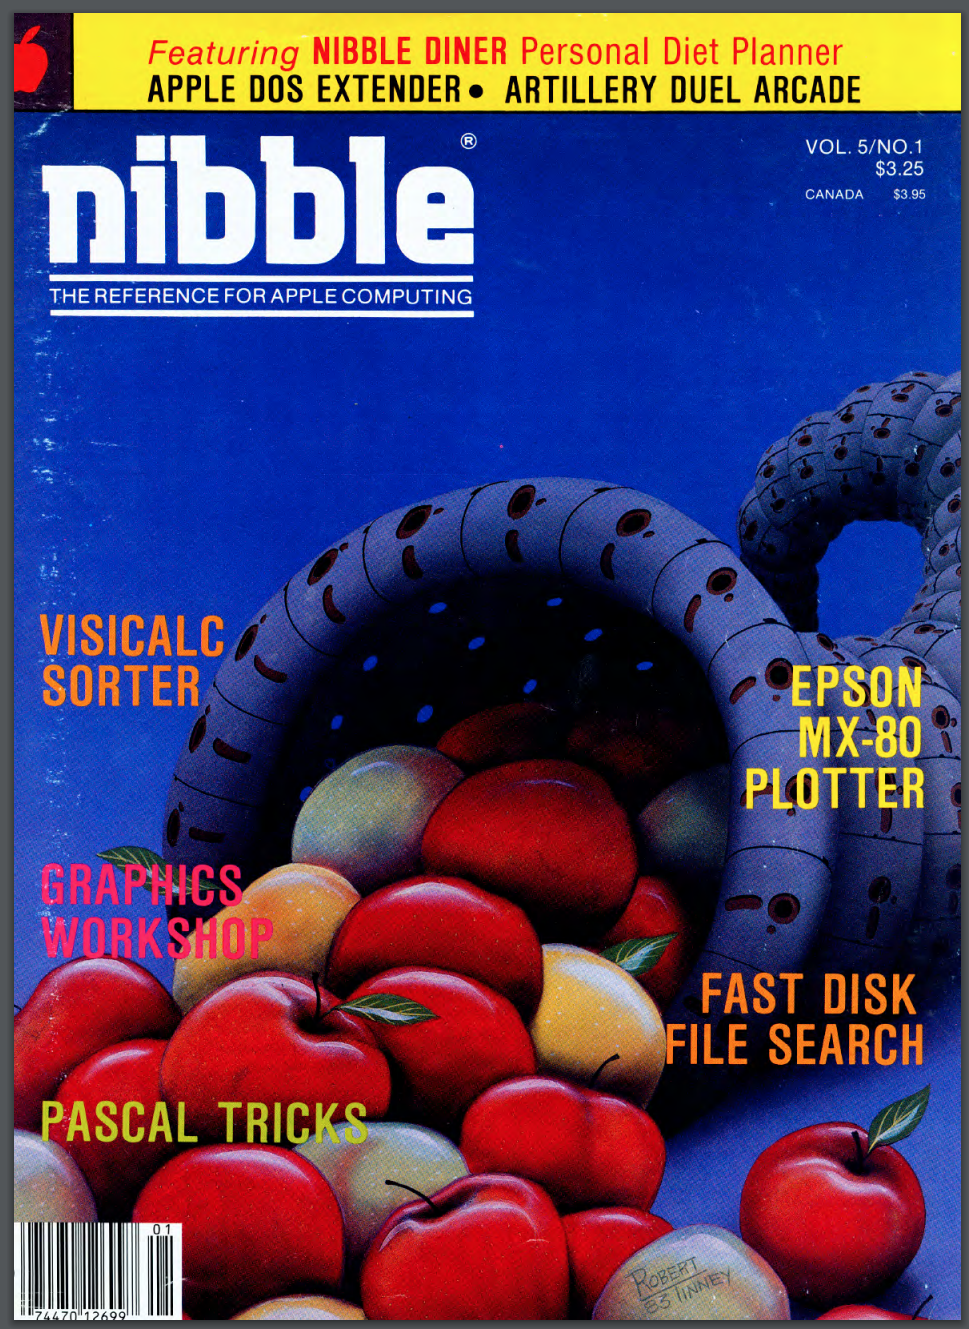 Featuring NIBBLE DINER Personal Diet Planner
APPLE DOS EXTENDER • ARTILLERY DUEL ARCADE
nibble®
THE REFERENCE FOR APPLE COMPUTING
VOL. 5/NO.1
$3.25
CANADA $3.95
VISICALC
SORTER
EPSON
MX-80
PLOTTER
GRAPHICS
WORKSHOP
FAST DISK
FILE SEARCH
PASCAL TRICKS
01
74470 12699
ROBERT
TINNEY
83